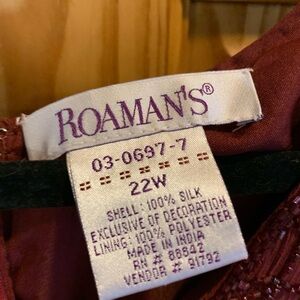 ROAMAN'S®
03-0697-7
22W
SHELL: 100% SILK
EXCLUSIVE OF DECORATION
LINING: 100% POLYESTER
MADE IN INDIA
RN # 88842
VENDOR # 91792